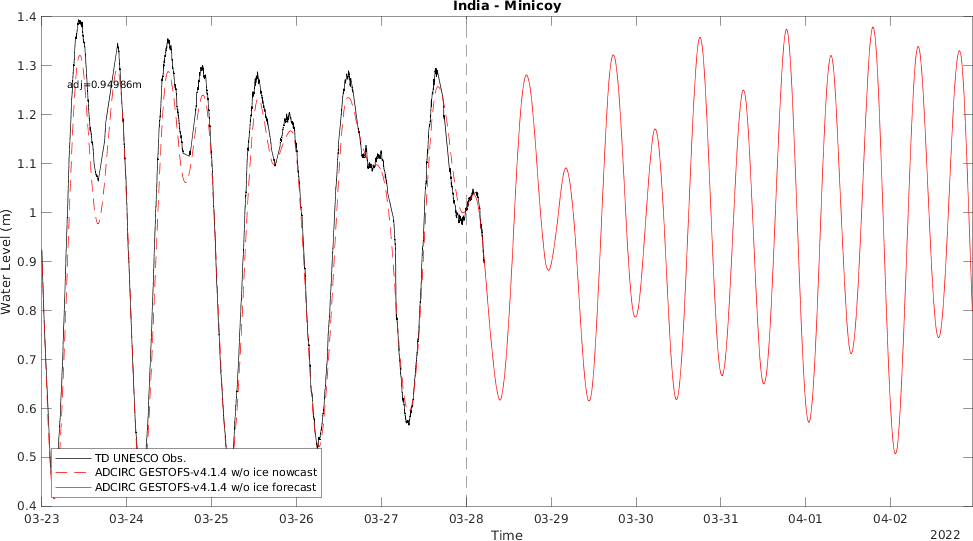 India - Minicoy
1.4
1.3
1.2
1.1
1
0.9
0.8
0.7
0.6
0.5
0.4
Water Level (m)
adj=0.94986m
TD UNESCO Obs.
ADCIRC GESTOFS-v4.1.4 w/o ice nowcast
ADCIRC GESTOFS-v4.1.4 w/o ice forecast
03-23 03-24 03-25 03-26 03-27 03-28 03-29 03-30 03-31 04-01 04-02
Time
2022